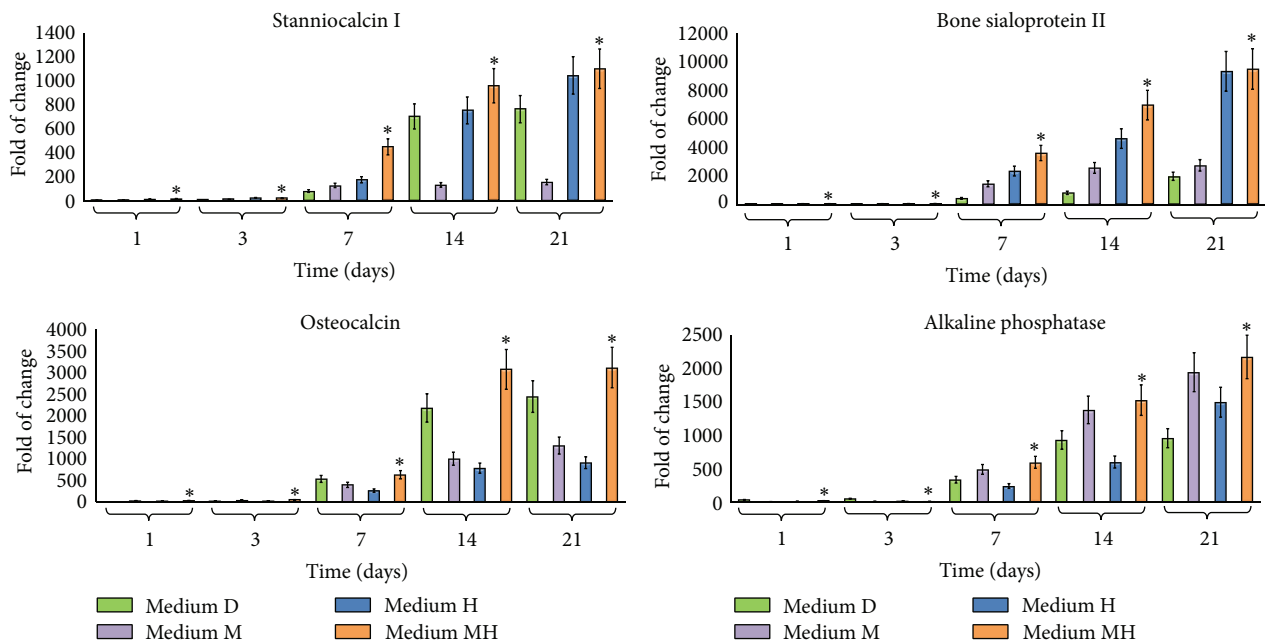 Stanniocalcin I
Fold of change
1400
1200
1000
800
600
400
200
0
* * * * *
1 3 7 14 21
Time (days)
Bone sialoprotein II
Fold of change
12000
10000
8000
6000
4000
2000
0
* * * * *
1 3 7 14 21
Time (days)
Osteocalcin
Fold of change
4000
3500
3000
2500
2000
1500
1000
500
0
* * * * *
1 3 7 14 21
Time (days)
Medium D Medium H
Medium M Medium MH
Alkaline phosphatase
Fold of change
2500
2000
1500
1000
500
0
* * * * *
1 3 7 14 21
Time (days)
Medium D Medium H
Medium M Medium MH